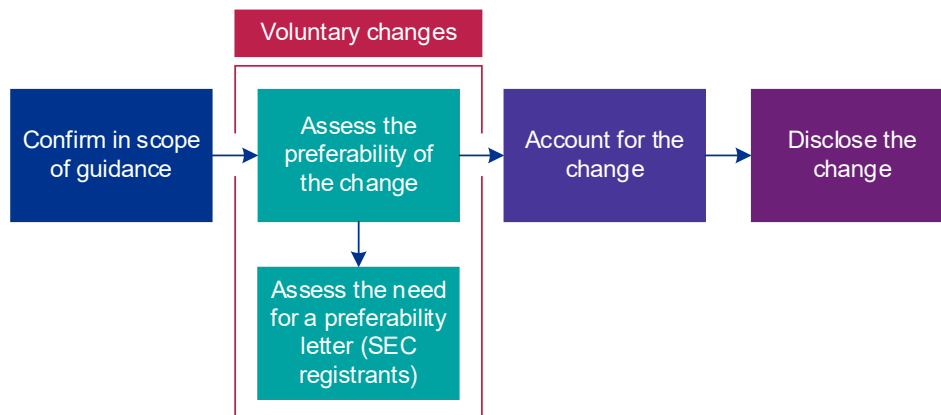 Voluntary changes
Confirm in scope
of guidance
Assess the
preferability of
the change
Account for the
change
Disclose the
change
Assess the need
for a preferability
letter (SEC
registrants)